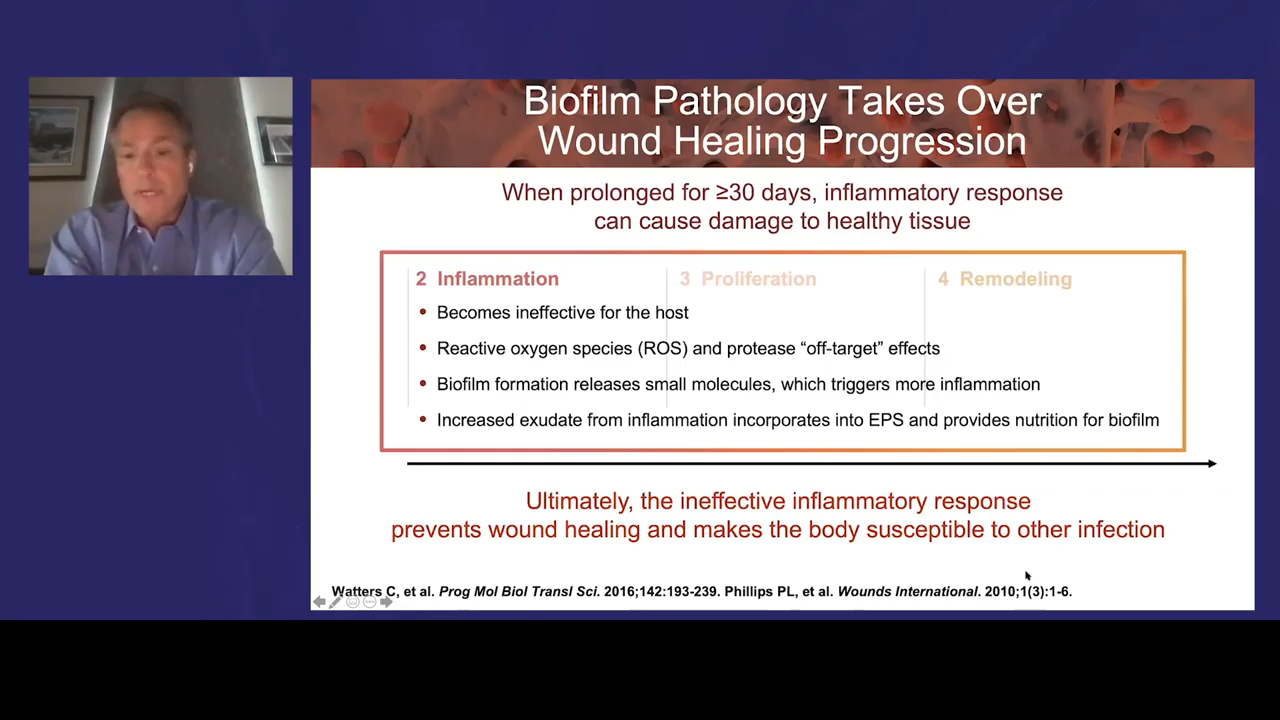 Biofilm Pathology Takes Over
Wound Healing Progression
When prolonged for ≥30 days, inflammatory response
can cause damage to healthy tissue
2 Inflammation
3 Proliferation
4 Remodeling
• Becomes ineffective for the host
• Reactive oxygen species (ROS) and protease “off-target” effects
• Biofilm formation releases small molecules, which triggers more inflammation
• Increased exudate from inflammation incorporates into EPS and provides nutrition for biofilm
Ultimately, the ineffective inflammatory response
prevents wound healing and makes the body susceptible to other infection
Watters C, et al. Prog Mol Biol Transl Sci. 2016;142:193-239. Phillips PL, et al. Wounds International. 2010;1(3):1-6.